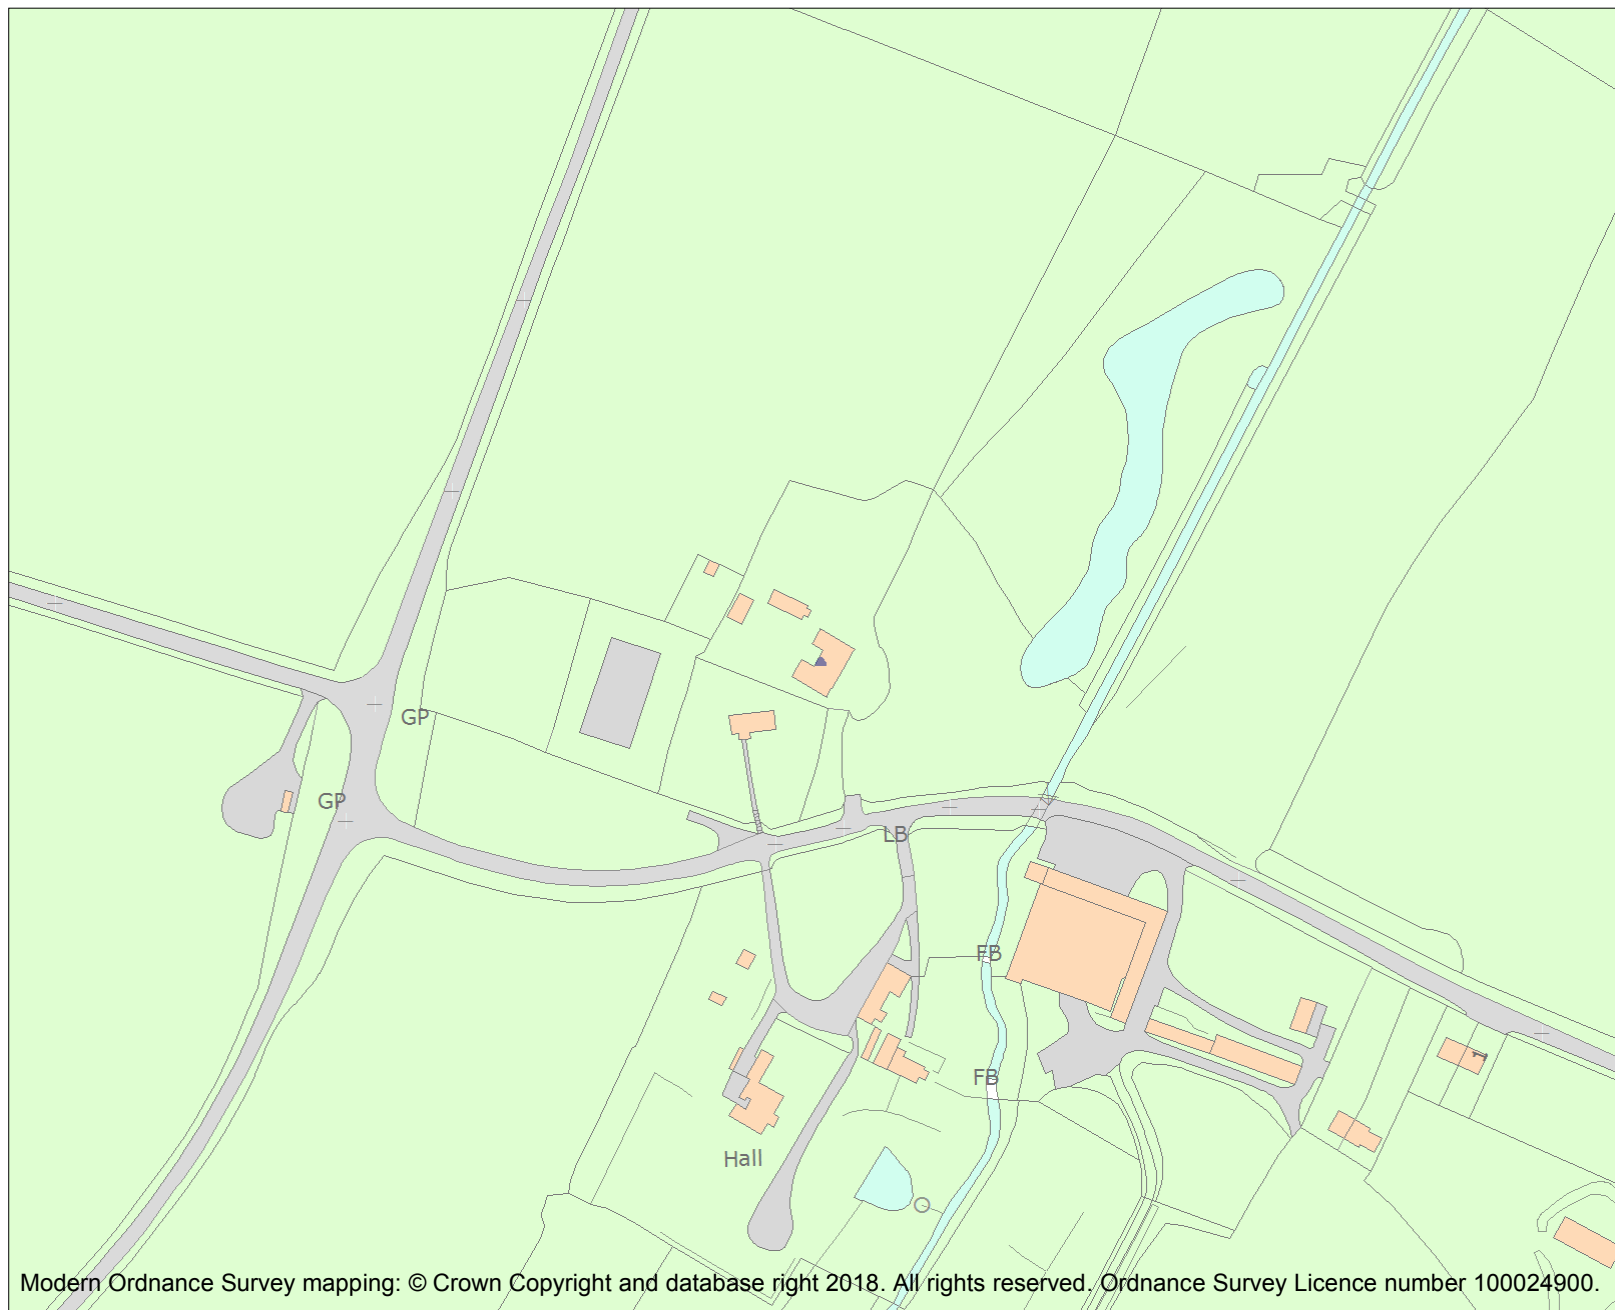 GP
GP
LB
FB
FB
Hall
Modern Ordnance Survey mapping: © Crown Copyright and database right 2018. All rights reserved. Ordnance Survey Licence number 100024900.